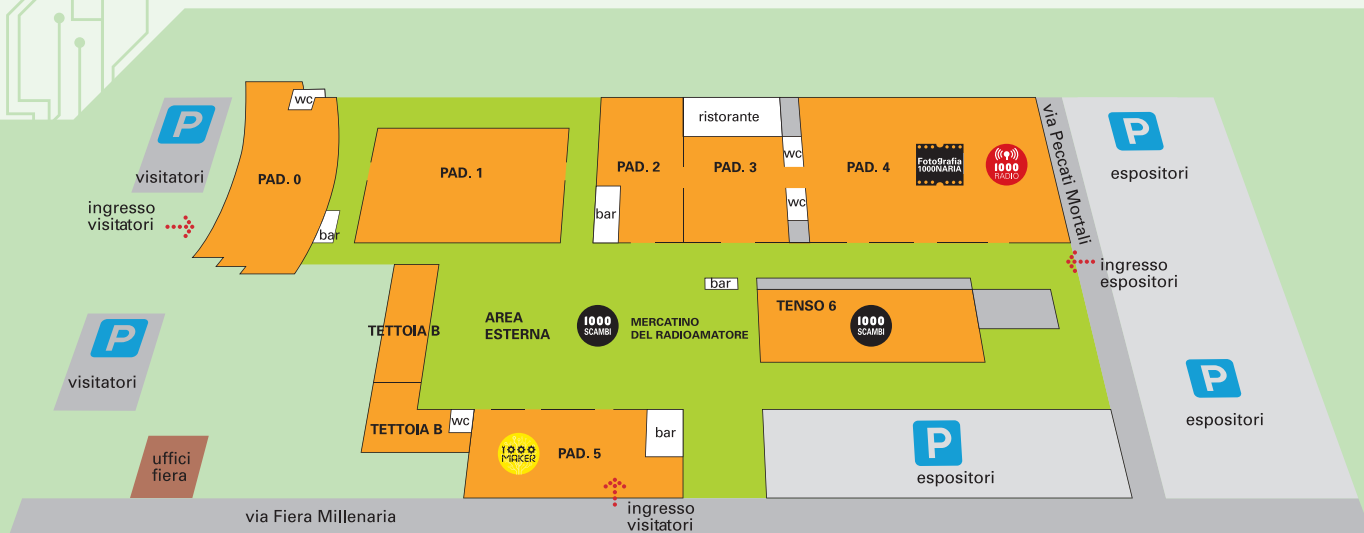 wc
P
visitatori
PAD. 0
ingresso
visitatori
bar
PAD. 1
PAD. 2
bar
ristorante
PAD. 3
wc
wc
PAD. 4
Foto9rafia
1000NARIA
1000
RADIO
via Peccati Mortali
P
espositori
ingresso
espositori
P
visitatori
TETTOIA B
AREA
ESTERNA
1000
SCAMBI
MERCATINO
DEL RADIOAMATORE
bar
TENSO 6
1000
SCAMBI
P
espositori
TETTOIA B
wc
1000
MAKER
PAD. 5
bar
P
espositori
uffici
fiera
via Fiera Millenaria
ingresso
visitatori